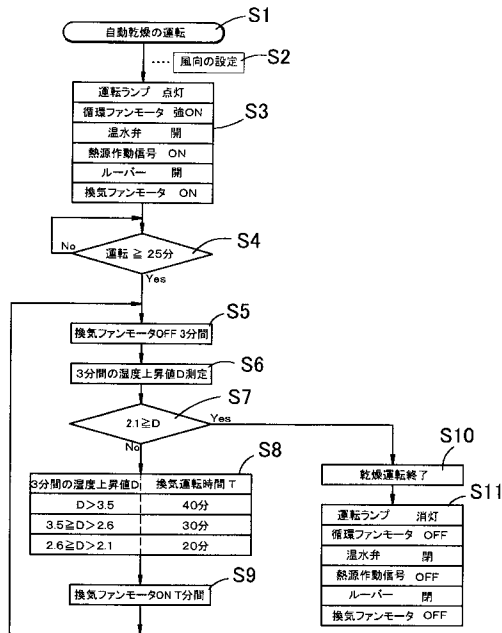 S1
自動乾燥の運転
S2
風向の設定
S3
運転ランプ 点灯
循環ファンモータ 強ON
温水弁 開
熱源作動信号 ON
ルーバー 開
換気ファンモータ ON
S4
運転 ≧ 25分
No
Yes
S5
換気ファンモータOFF 3分間
S6
3分間の湿度上昇値D測定
S7
2.1≧D
Yes
No
S8
3分間の湿度上昇値D 換気運転時間 T
D>3.5 40分
3.5≧D>2.6 30分
2.6≧D>2.1 20分
S9
換気ファンモータON T分間
S10
乾燥運転終了
S11
運転ランプ 消灯
循環ファンモータ OFF
温水弁 閉
熱源作動信号 OFF
ルーバー 閉
換気ファンモータ OFF